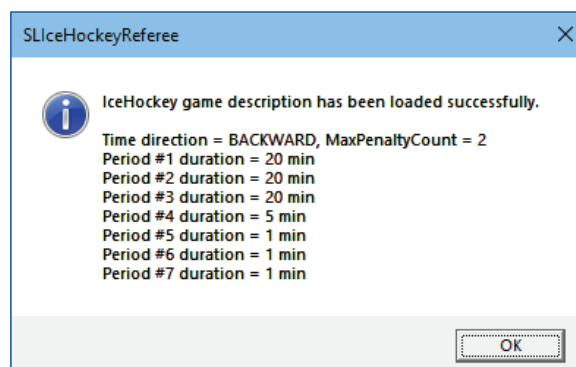 SLIceHockeyReferee
IceHockey game description has been loaded successfully.
Time direction = BACKWARD, MaxPenaltyCount = 2
Period #1 duration = 20 min
Period #2 duration = 20 min
Period #3 duration = 20 min
Period #4 duration = 5 min
Period #5 duration = 1 min
Period #6 duration = 1 min
Period #7 duration = 1 min
OK